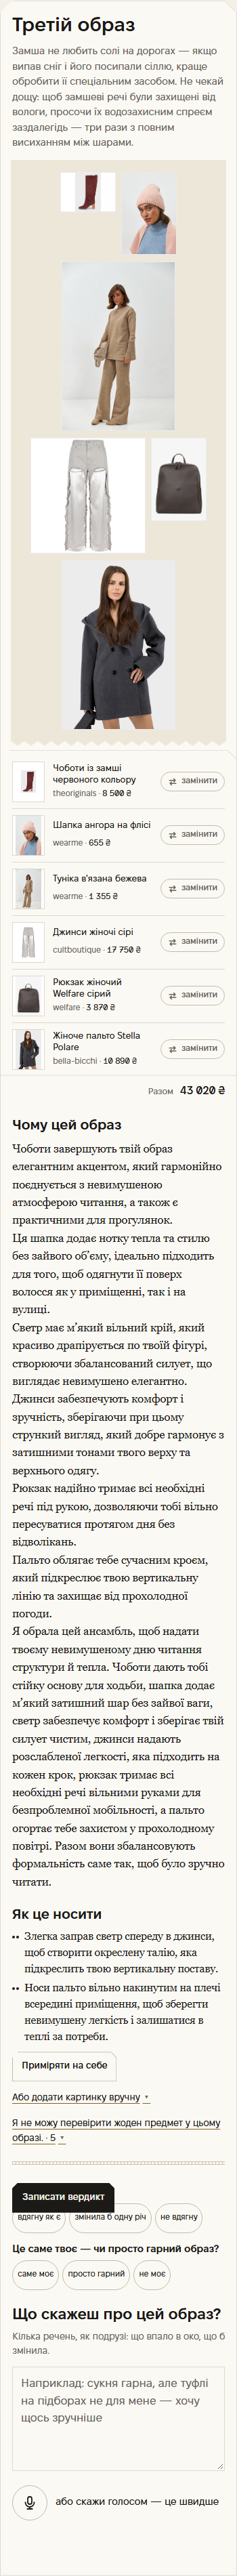 Третій образ
Замша не любить солі на дорогах — якщо
випав сніг і його посипали сіллю, краще
обробити її спеціальним засобом. Не чекай
дощу: щоб замшеві речі були захищені від
вологи, просочи їх водозахисним спреєм
заздалегідь — три рази з повним
висиханням між шарами.
Чоботи із замші
червоного кольору
theoriginals · 8 500 ₴
замінити
Шапка ангора на флісі
wearme · 655 ₴
замінити
Туніка в'язана бежева
wearme · 1 355 ₴
замінити
Джинси жіночі сірі
cultboutique · 17 750 ₴
замінити
Рюкзак жіночий
Welfare сірий
welfare · 3 870 ₴
замінити
Жіноче пальто Stella
Polare
bella-bicchi · 10 890 ₴
замінити
Разом 43 020 ₴
Чому цей образ
Чоботи завершують твій образ
елегантним акцентом, який гармонійно
поєднується з невимушеною
атмосферою читання, а також є
практичними для прогулянок.
Ця шапка додає нотку тепла та стилю
без зайвого об’єму, ідеально підходить
для того, щоб одягнути її поверх
волосся як у приміщенні, так і на
вулиці.
Светр має м’який вільний крій, який
красиво драпірується по твоїй фігурі,
створюючи збалансований силует, що
виглядає невимушено елегантно.
Джинси забезпечують комфорт і
зручність, зберігаючи при цьому
стрункий вигляд, який добре гармонує з
затишними тонами твого верху та
верхнього одягу.
Рюкзак надійно тримає всі необхідні
речі під рукою, дозволяючи тобі вільно
пересуватися протягом дня без
відволікань.
Пальто облягає тебе сучасним кроєм,
який підкреслює твою вертикальну
лінію та захищає від прохолодної
погоди.
Я обрала цей ансамбль, щоб надати
твоєму невимушеному дню читання
структури й тепла. Чоботи дають тобі
стійку основу для ходьби, шапка додає
м’який затишний шар без зайвої ваги,
светр забезпечує комфорт і зберігає твій
силует чистим, джинси надають
розслабленої легкості, яка підходить на
кожен крок, рюкзак тримає всі
необхідні речі вільними руками для
безпроблемної мобільності, а пальто
огортає тебе захистом у прохолодному
повітрі. Разом вони збалансовують
формальність саме так, щоб було зручно
читати.
Як це носити
Злегка заправ светр спереду в джинси,
щоб створити окреслену талію, яка
підкреслить твою вертикальну поставу.
Носи пальто вільно накинутим на плечі
всередині приміщення, щоб зберегти
невимушену легкість і залишатися в
теплі за потреби.
Приміряти на себе
Або додати картинку вручну
Я не можу перевірити жоден предмет у цьому
образі. · 5
Записати вердикт
вдягну як є
змінила б одну річ
не вдягну
Це саме твоє — чи просто гарний образ?
саме моє
просто гарний
не моє
Що скажеш про цей образ?
Кілька речень, як подрузі: що впало в око, що б
змінила.
Наприклад: сукня гарна, але туфлі
на підборах не для мене — хочу
щось зручніше
або скажи голосом — це швидше